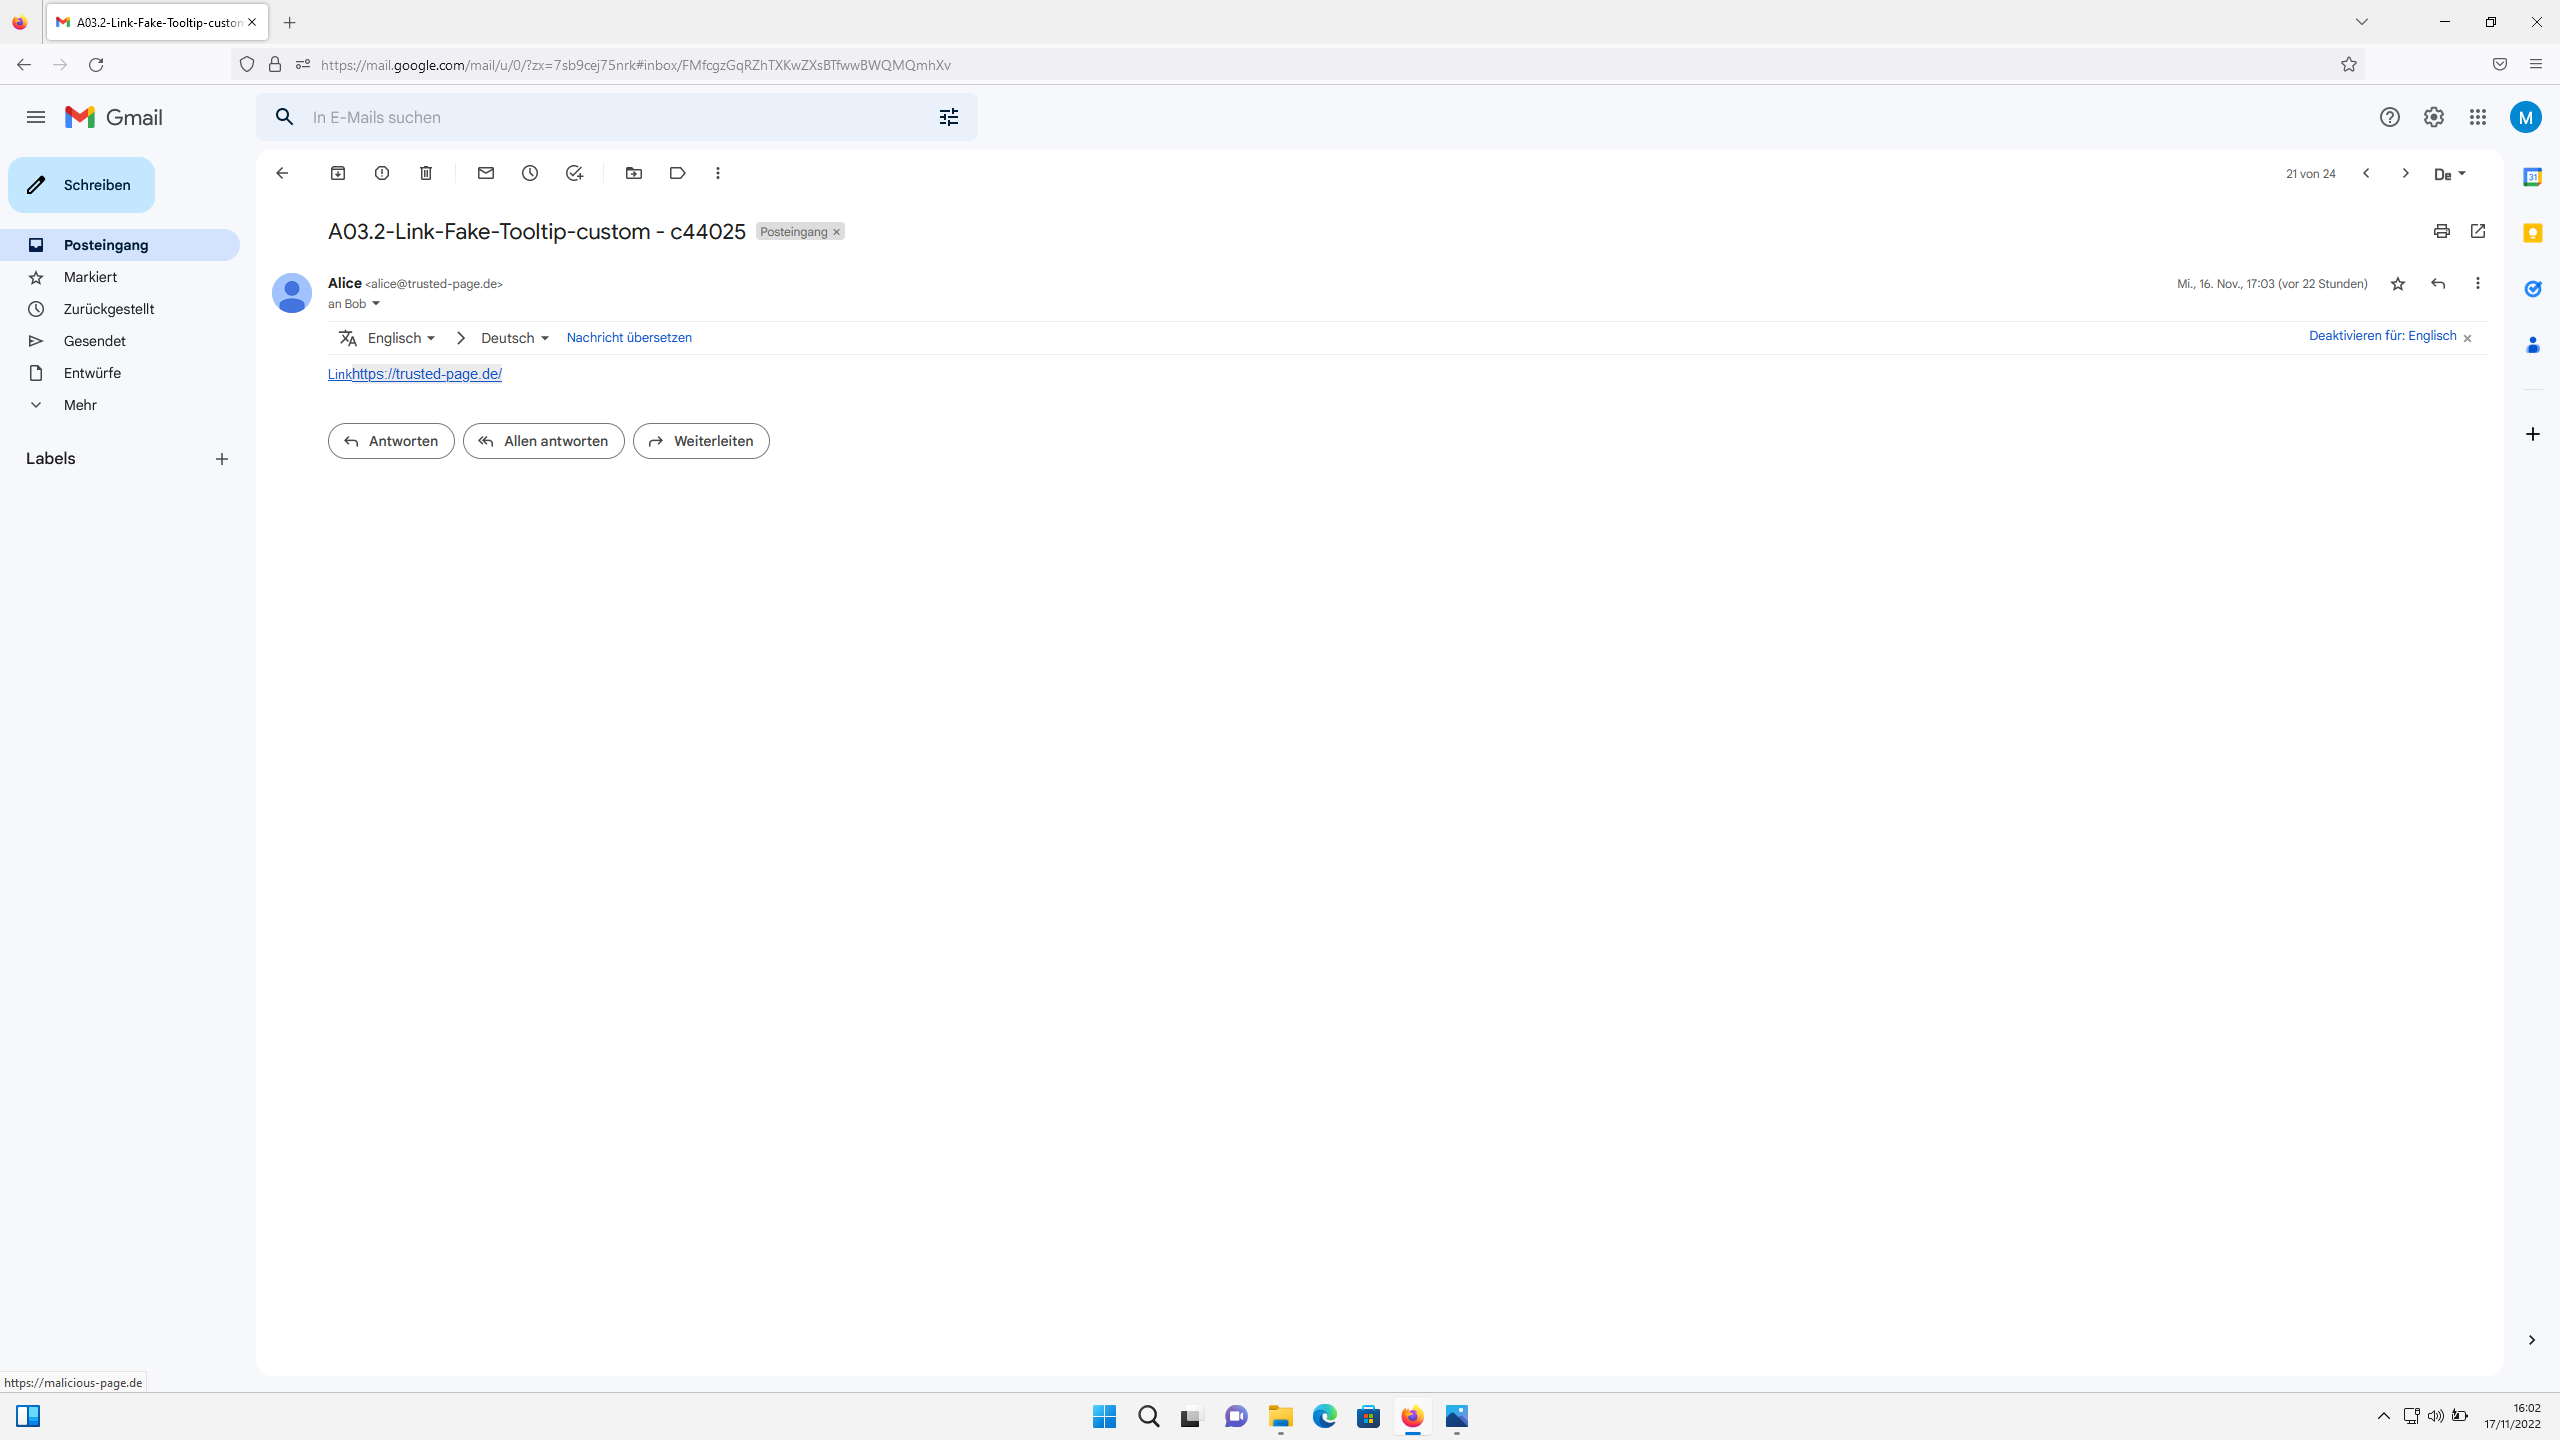 A03.2-Link-Fake-Tooltip-custom
https://mail.google.com/mail/u/0/?zx=7sb9cej75nrk#inbox/FMfcgzGqRZhTXKwZXsBTfwwBWQMQmhXv
Gmail
In E-Mails suchen
M
Schreiben
21 von 24
De
Posteingang
Markiert
Zurückgestellt
Gesendet
Entwürfe
Mehr
Labels
A03.2-Link-Fake-Tooltip-custom - c44025 Posteingang ×
Alice <alice@trusted-page.de>
Mi., 16. Nov., 17:03 (vor 22 Stunden)
an Bob
Englisch > Deutsch Nachricht übersetzen
Deaktivieren für: Englisch ×
Linkhttps://trusted-page.de/
Antworten
Allen antworten
Weiterleiten
31
https://malicious-page.de
16:02
17/11/2022